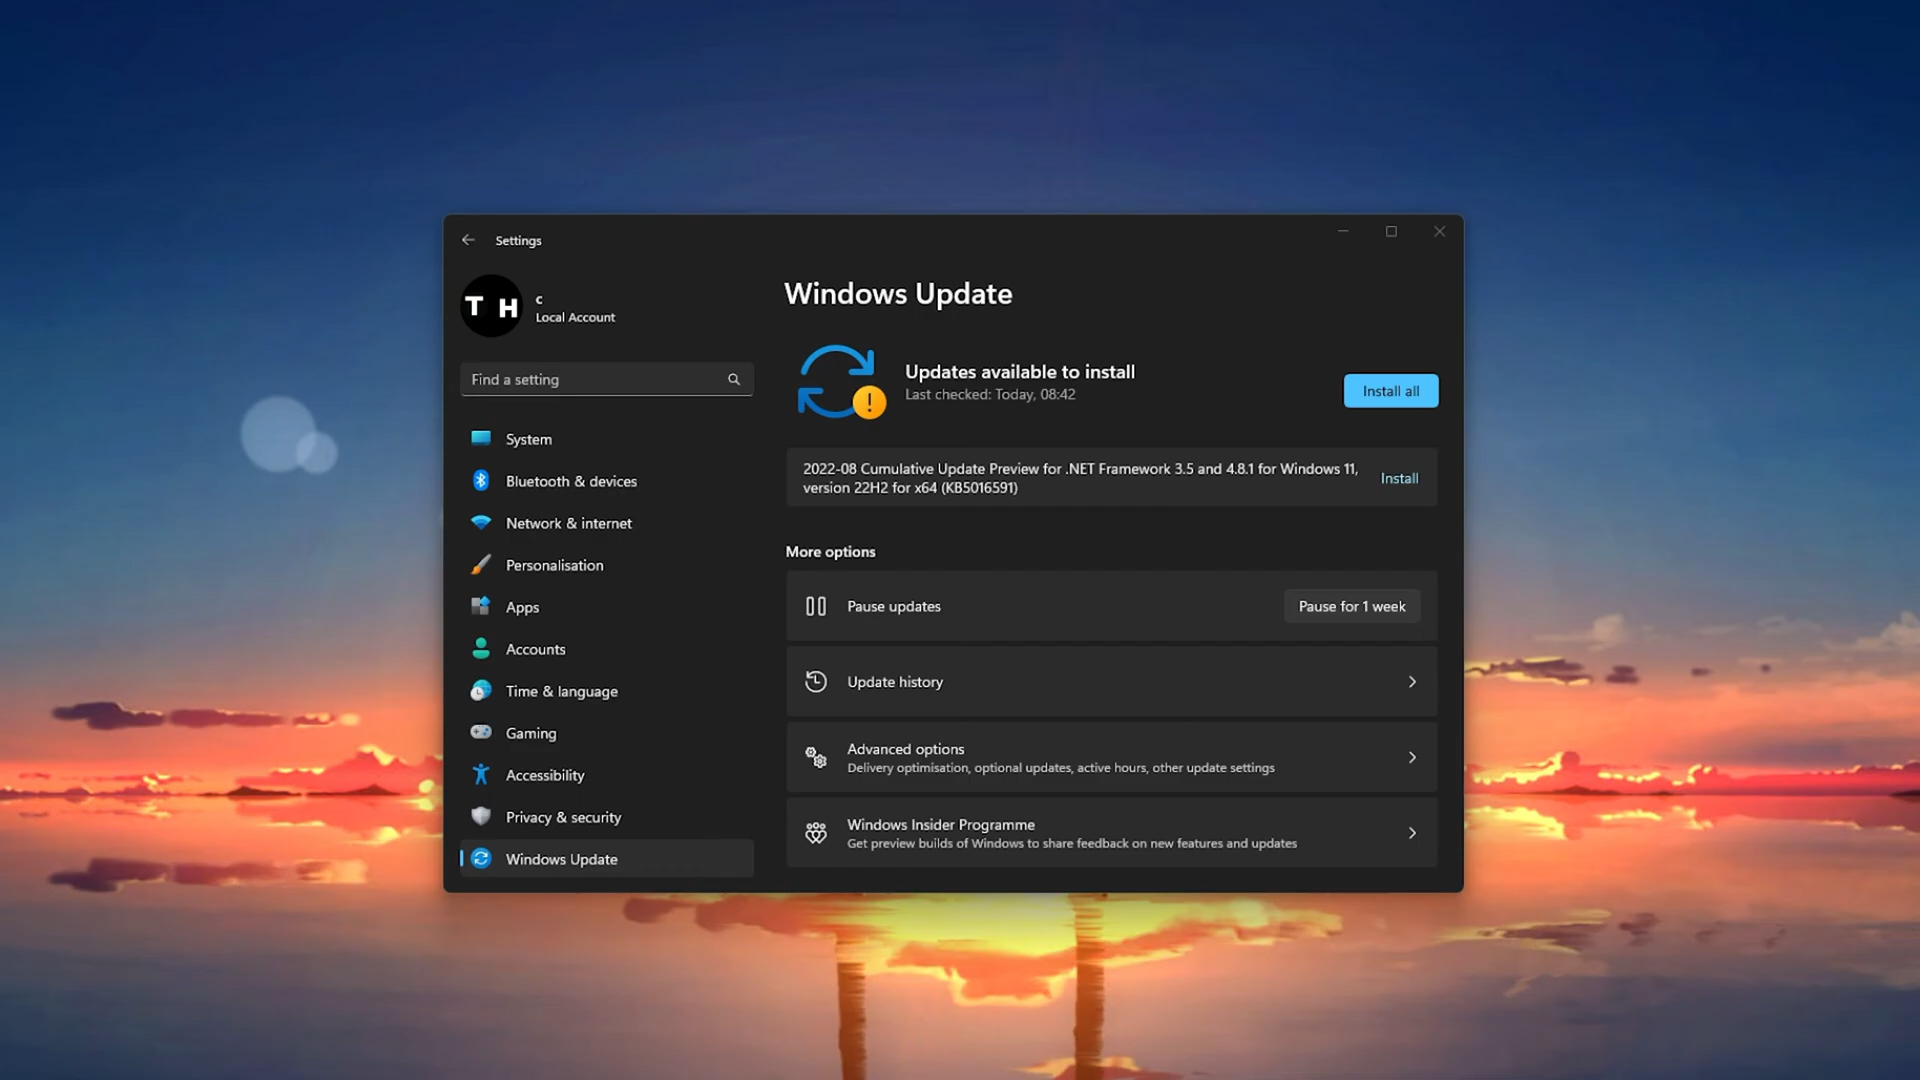 Settings
T H
c
Local Account
Find a setting
System
Bluetooth & devices
Network & internet
Personalisation
Apps
Accounts
Time & language
Gaming
Accessibility
Privacy & security
Windows Update
Windows Update
Updates available to install
Last checked: Today, 08:42
Install all
2022-08 Cumulative Update Preview for .NET Framework 3.5 and 4.8.1 for Windows 11,
version 22H2 for x64 (KB5016591)
Install
More options
Pause updates
Pause for 1 week
Update history
Advanced options
Delivery optimisation, optional updates, active hours, other update settings
Windows Insider Programme
Get preview builds of Windows to share feedback on new features and updates